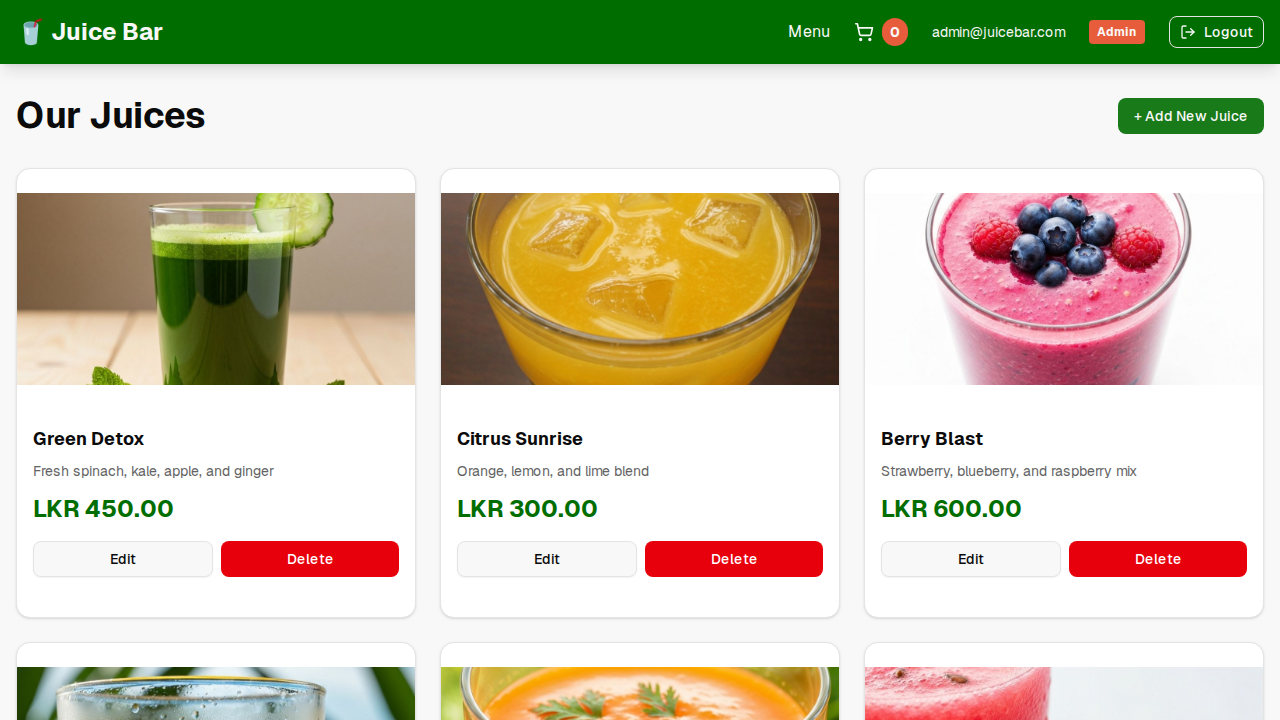 Juice Bar
Menu
0
admin@juicebar.com
Admin
Logout
Our Juices
+ Add New Juice
Green Detox
Fresh spinach, kale, apple, and ginger
LKR 450.00
Edit
Delete
Citrus Sunrise
Orange, lemon, and lime blend
LKR 300.00
Edit
Delete
Berry Blast
Strawberry, blueberry, and raspberry mix
LKR 600.00
Edit
Delete